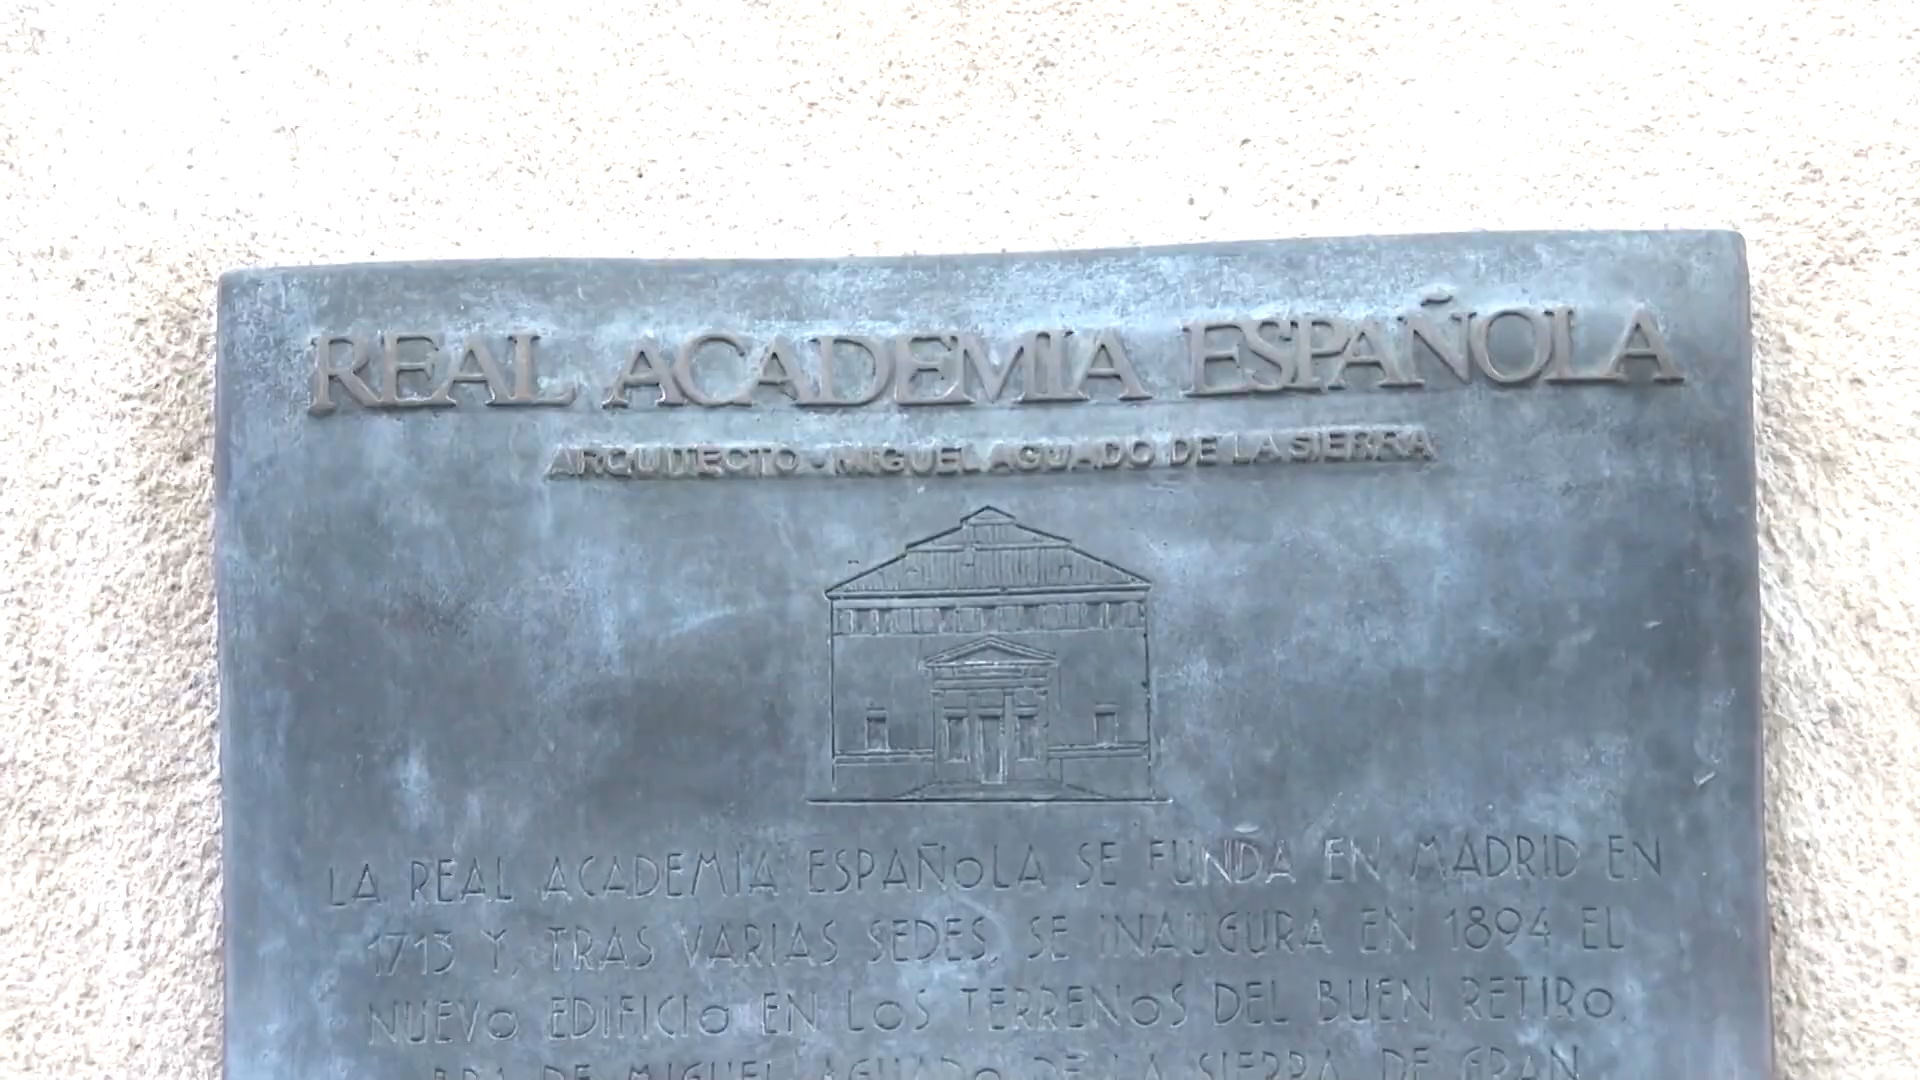 REAL ACADEMIA ESPAÑOLA
ARQUITECTO - MIGUEL AGUADO DE LA SIERRA
LA REAL ACADEMIA ESPAÑOLA SE FUNDA EN MADRID EN
1713 Y, TRAS VARIAS SEDES, SE INAUGURA EN 1894 EL
NUEVO EDIFICIO EN LOS TERRENOS DEL BUEN RETIRO,
DE MIGUEL AGUADO DE LA SIERRA, DE GRAN